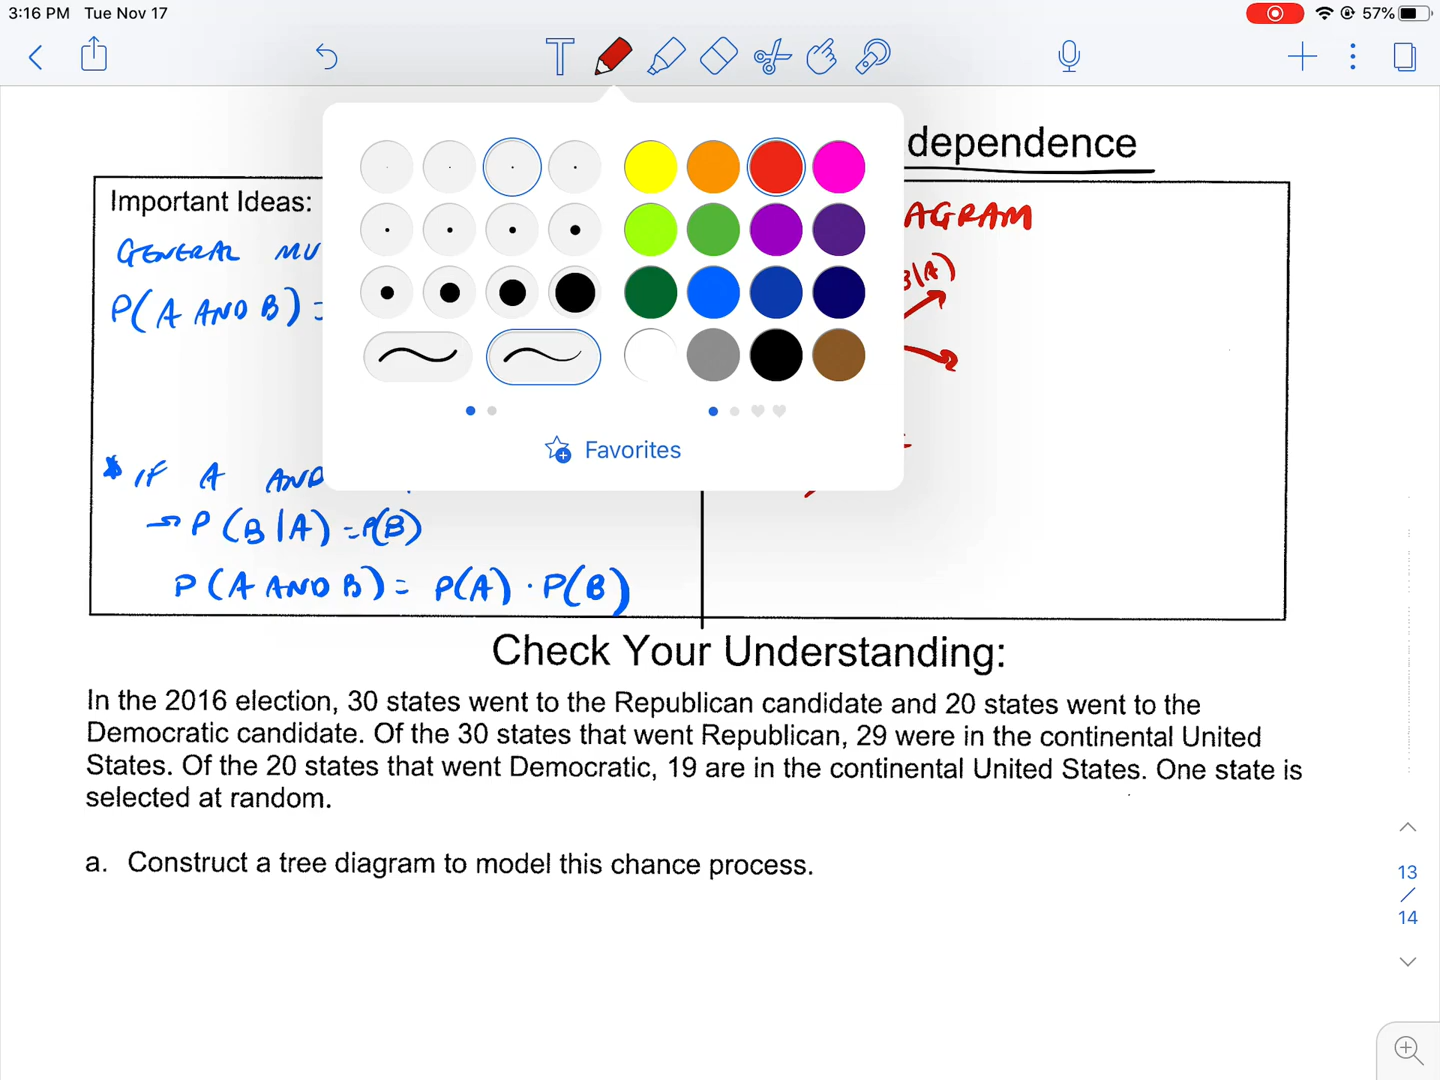 3:16 PM Tue Nov 17
57%
T
dependence
Important Ideas:
AGRAM
GENERAL MU
B|A)
P(A AND B) =
Favorites
* IF A AND
→ P(B|A) = P(B)
P(A AND B) = P(A) · P(B)
Check Your Understanding:
In the 2016 election, 30 states went to the Republican candidate and 20 states went to the
Democratic candidate. Of the 30 states that went Republican, 29 were in the continental United
States. Of the 20 states that went Democratic, 19 are in the continental United States. One state is
selected at random.
a. Construct a tree diagram to model this chance process.
13
/
14